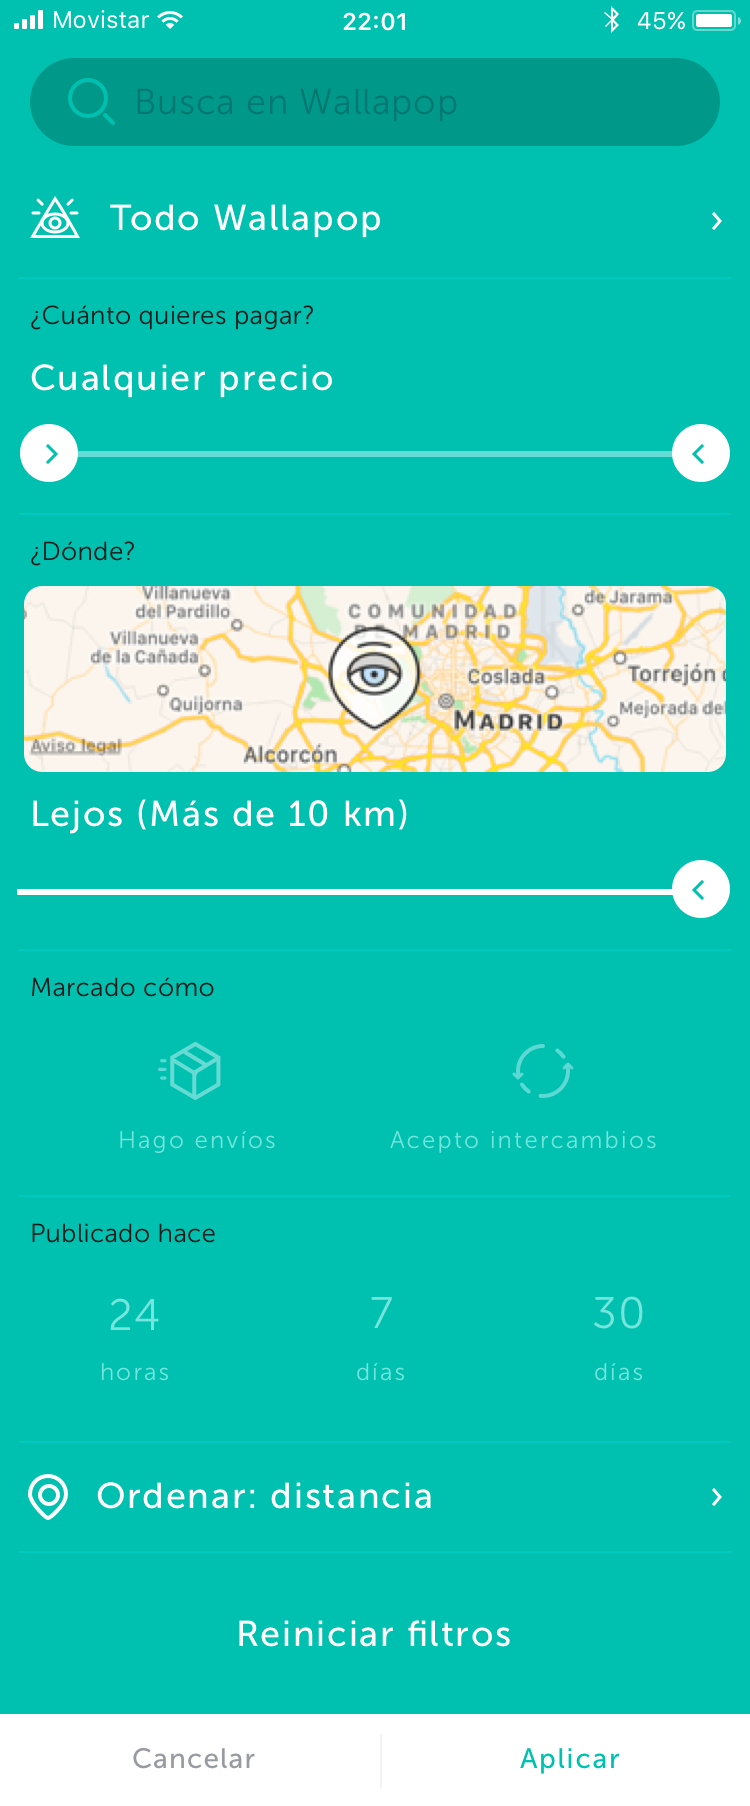 Movistar 22:01 45%
Busca en Wallapop
Todo Wallapop
¿Cuánto quieres pagar?
Cualquier precio
¿Dónde?
Villanueva
del Pardillo
de Jarama
COMUNIDAD
DE MADRID
Villanueva
de la Cañada
Coslada
Torrejón
Quijorna
Mejorada del
MADRID
Aviso legal
Alcorcón
Lejos (Más de 10 km)
Marcado cómo
Hago envíos Acepto intercambios
Publicado hace
24 7 30
horas días días
Ordenar: distancia
Reiniciar filtros
Cancelar Aplicar